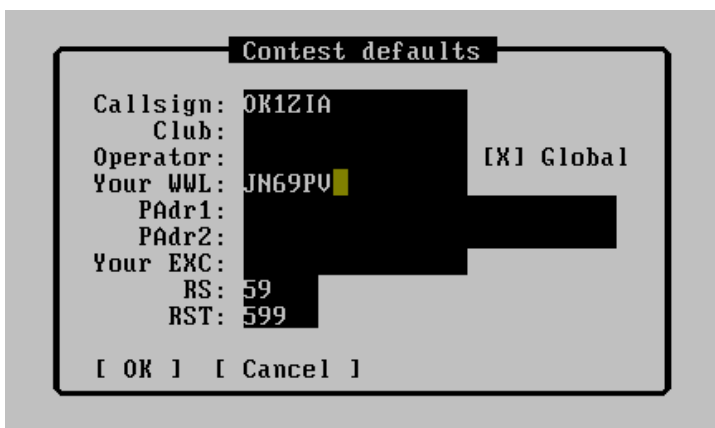 Contest defaults
Callsign: OK1ZIA
Club:
Operator: [X] Global
Your WWL: JN69PV
PAdr1:
PAdr2:
Your EXC:
RS: 59
RST: 599
[ OK ] [ Cancel ]